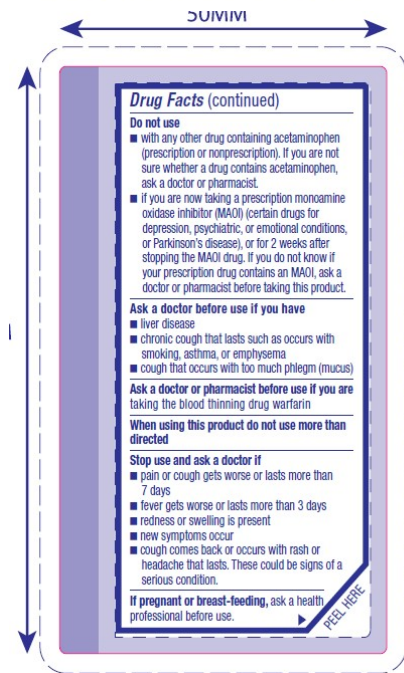 50MM
Drug Facts (continued)
Do not use
■ with any other drug containing acetaminophen
(prescription or nonprescription). If you are not
sure whether a drug contains acetaminophen,
ask a doctor or pharmacist.
■ if you are now taking a prescription monoamine
oxidase inhibitor (MAOI) (certain drugs for
depression, psychiatric, or emotional conditions,
or Parkinson's disease), or for 2 weeks after
stopping the MAOI drug. If you do not know if
your prescription drug contains an MAOI, ask a
doctor or pharmacist before taking this product.
Ask a doctor before use if you have
■ liver disease
■ chronic cough that lasts such as occurs with
smoking, asthma, or emphysema
■ cough that occurs with too much phlegm (mucus)
Ask a doctor or pharmacist before use if you are
taking the blood thinning drug warfarin
When using this product do not use more than
directed
Stop use and ask a doctor if
■ pain or cough gets worse or lasts more than
7 days
■ fever gets worse or lasts more than 3 days
■ redness or swelling is present
■ new symptoms occur
■ cough comes back or occurs with rash or
headache that lasts. These could be signs of a
serious condition.
If pregnant or breast-feeding, ask a health
professional before use.
PEEL HERE